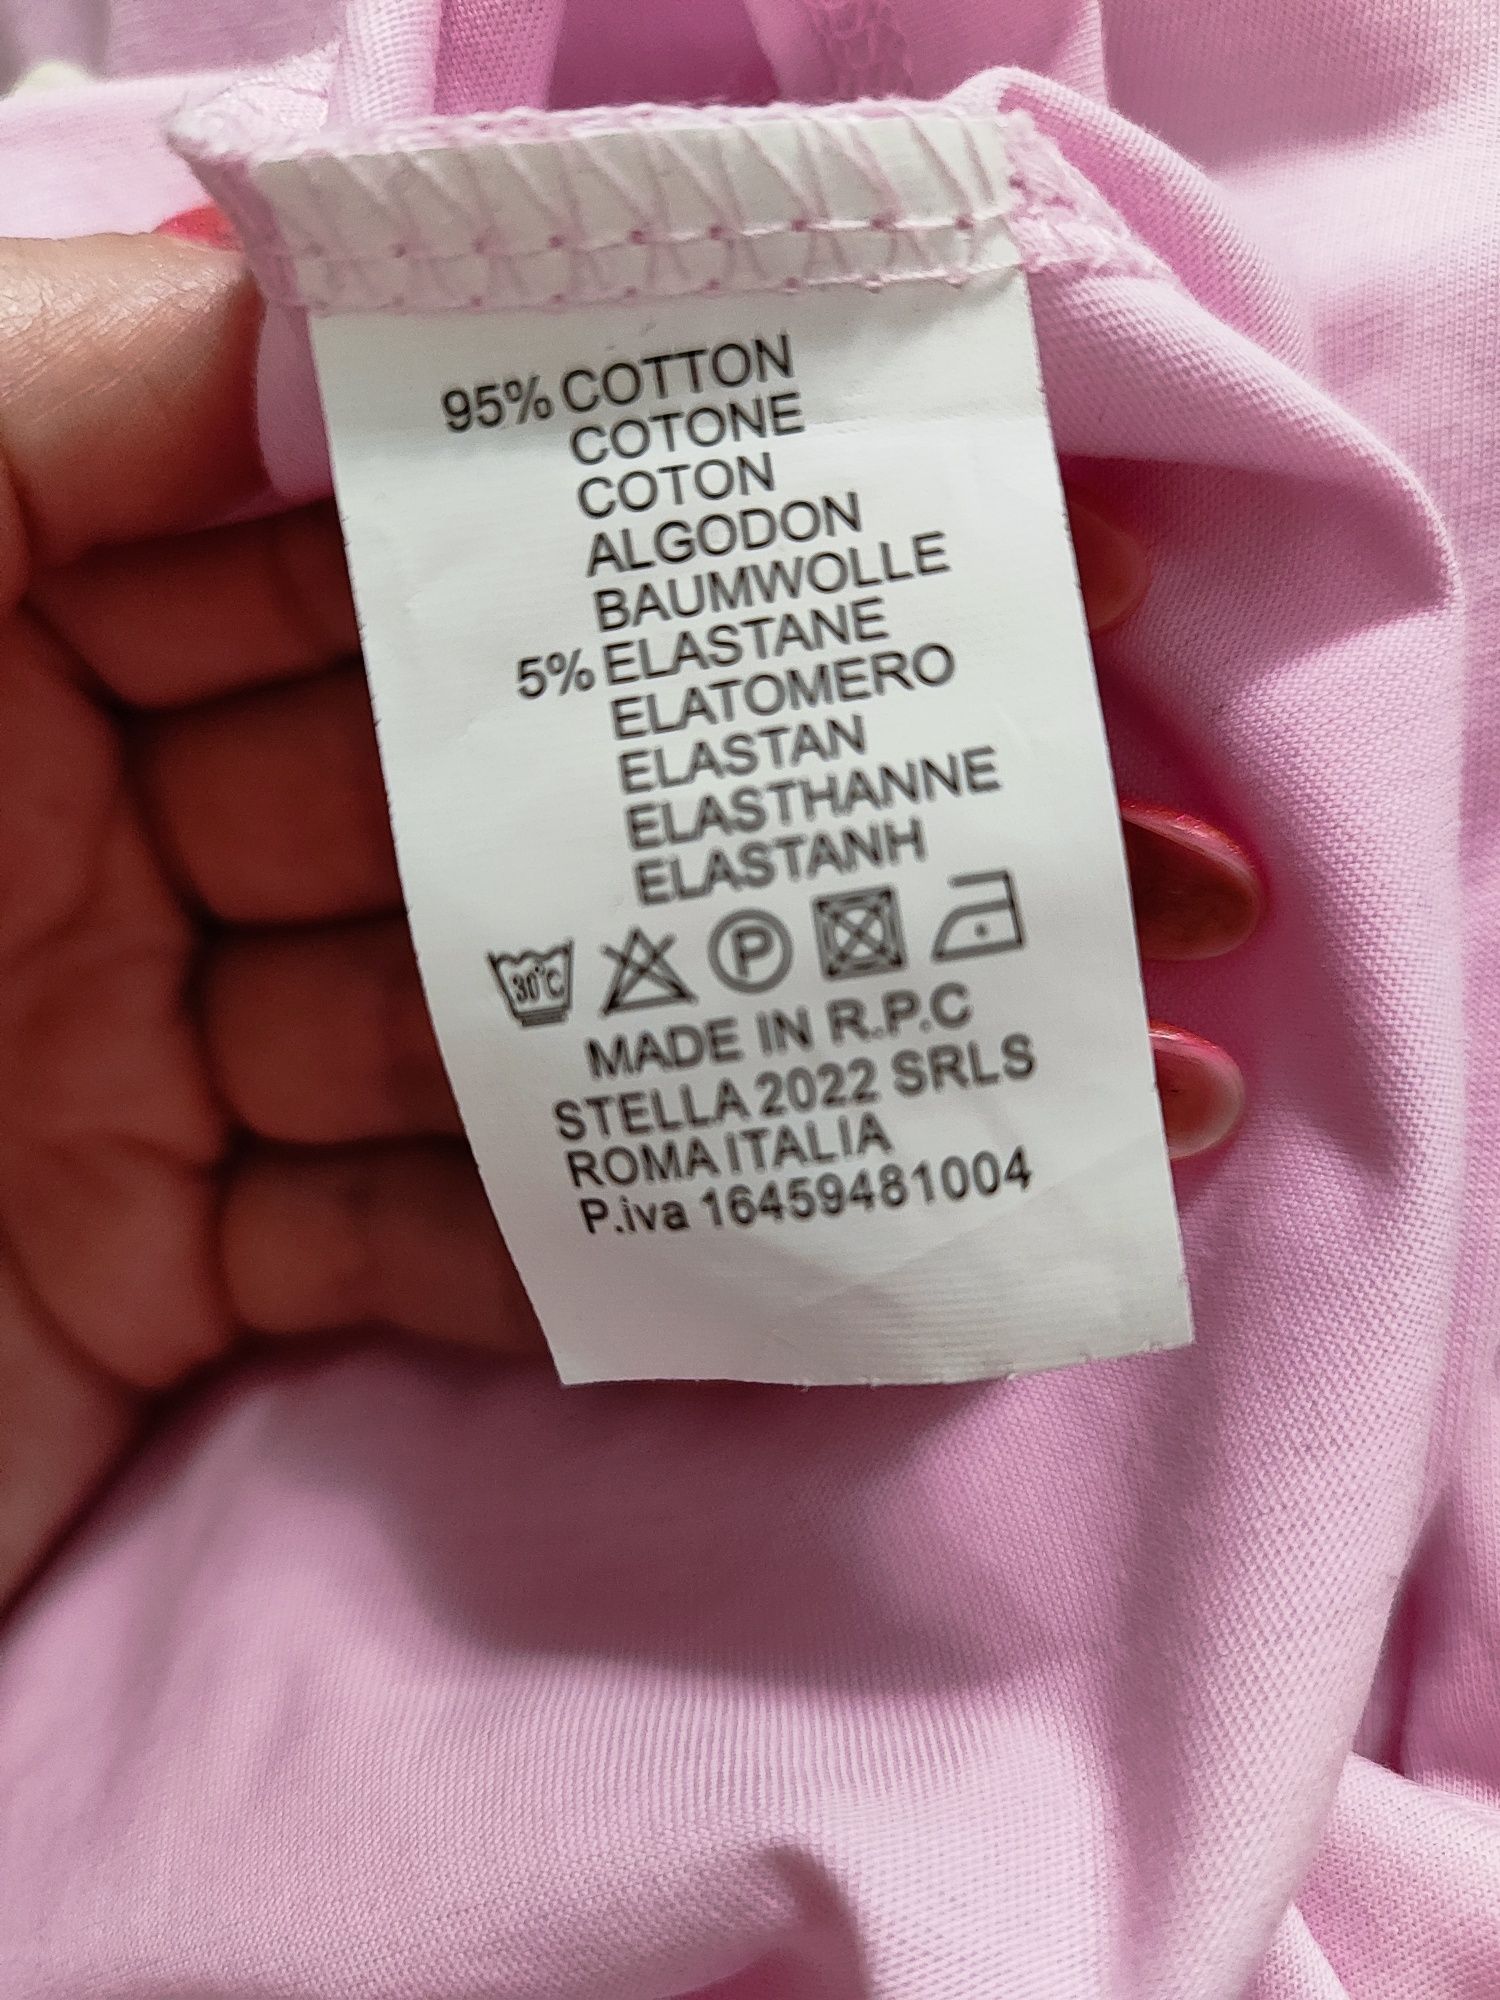 95% COTTON
COTONE
COTON
ALGODON
BAUMWOLLE
5% ELASTANE
ELATOMERO
ELASTAN
ELASTHANNE
ELASTANH
30°C P
MADE IN R.P.C
STELLA 2022 SRLS
ROMA ITALIA
P.iva 16459481004